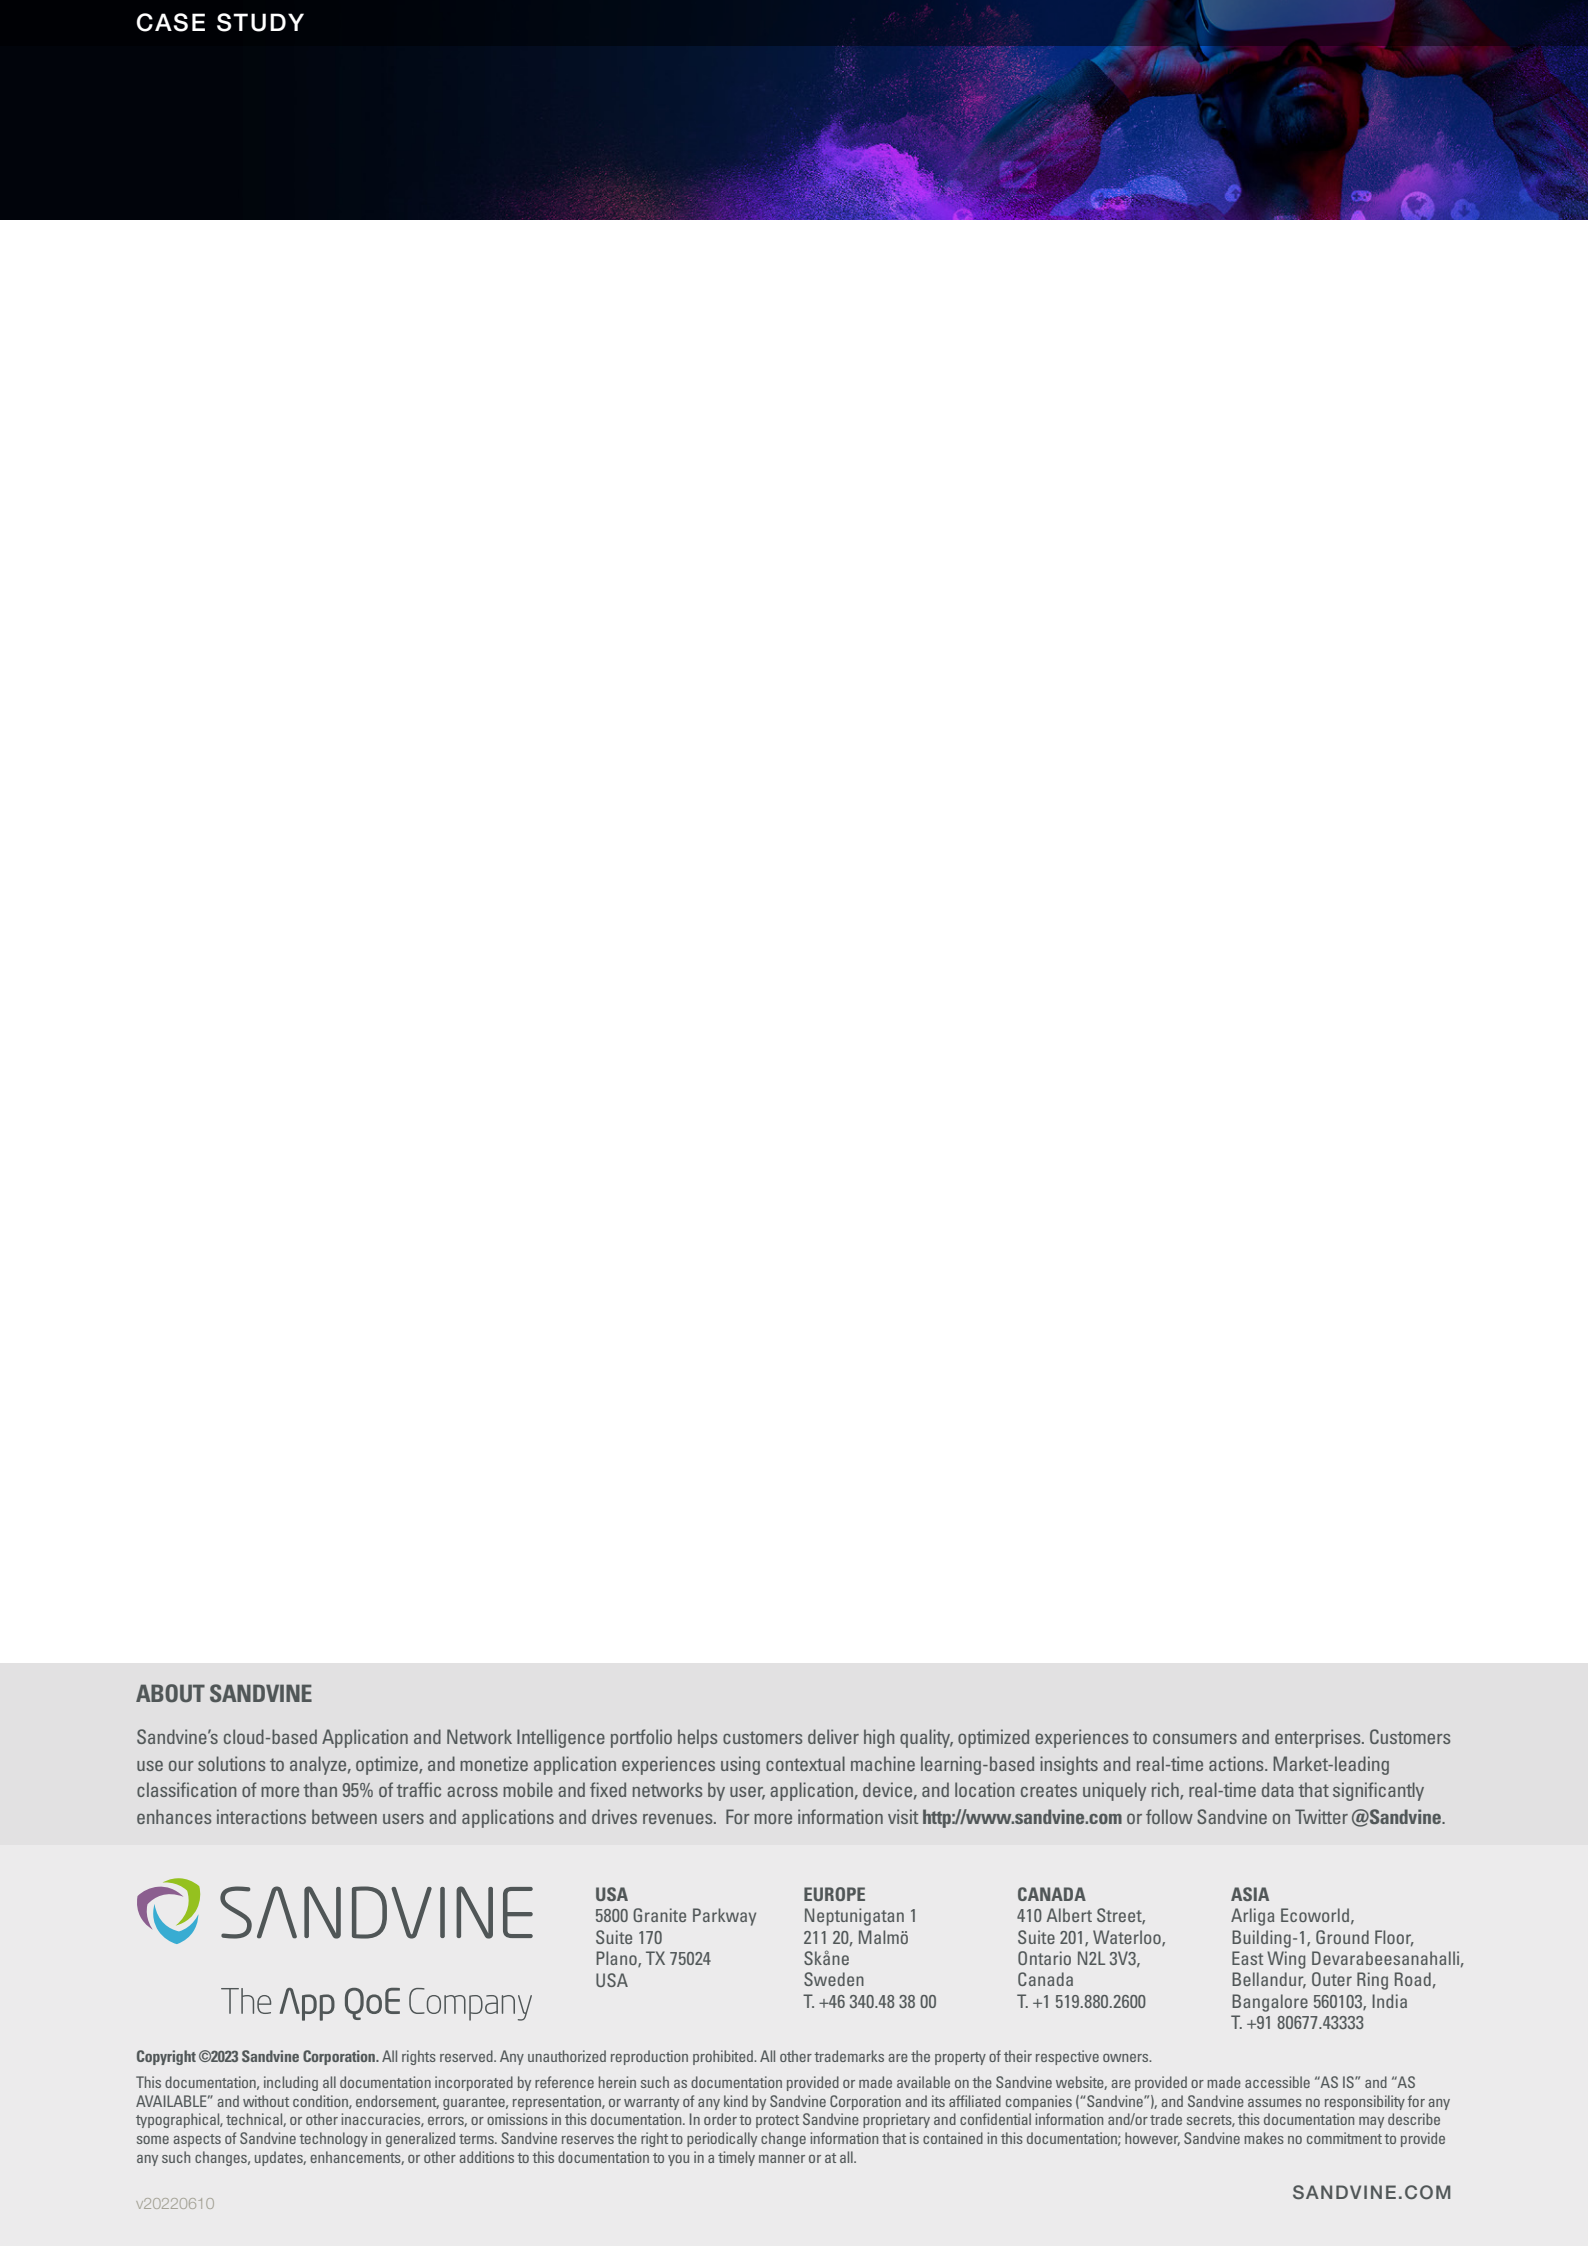 CASE STUDY
ABOUT SANDVINE
Sandvine’s cloud-based Application and Network Intelligence portfolio helps customers deliver high quality, optimized experiences to consumers and enterprises. Customers
use our solutions to analyze, optimize, and monetize application experiences using contextual machine learning-based insights and real-time actions. Market-leading
classification of more than 95% of traffic across mobile and fixed networks by user, application, device, and location creates uniquely rich, real-time data that significantly
enhances interactions between users and applications and drives revenues. For more information visit http://www.sandvine.com or follow Sandvine on Twitter @Sandvine.
SANDVINE
The App QoE Company
USA
5800 Granite Parkway
Suite 170
Plano, TX 75024
USA
EUROPE
Neptunigatan 1
211 20, Malmö
Skåne
Sweden
T. +46 340.48 38 00
CANADA
410 Albert Street,
Suite 201, Waterloo,
Ontario N2L 3V3,
Canada
T. +1 519.880.2600
ASIA
Arliga Ecoworld,
Building-1, Ground Floor,
East Wing Devarabeesanahalli,
Bellandur, Outer Ring Road,
Bangalore 560103, India
T. +91 80677.43333
Copyright ©2023 Sandvine Corporation. All rights reserved. Any unauthorized reproduction prohibited. All other trademarks are the property of their respective owners.
This documentation, including all documentation incorporated by reference herein such as documentation provided or made available on the Sandvine website, are provided or made accessible “AS IS” and “AS
AVAILABLE” and without condition, endorsement, guarantee, representation, or warranty of any kind by Sandvine Corporation and its affiliated companies (“Sandvine”), and Sandvine assumes no responsibility for any
typographical, technical, or other inaccuracies, errors, or omissions in this documentation. In order to protect Sandvine proprietary and confidential information and/or trade secrets, this documentation may describe
some aspects of Sandvine technology in generalized terms. Sandvine reserves the right to periodically change information that is contained in this documentation; however, Sandvine makes no commitment to provide
any such changes, updates, enhancements, or other additions to this documentation to you in a timely manner or at all.
v20220610
SANDVINE.COM